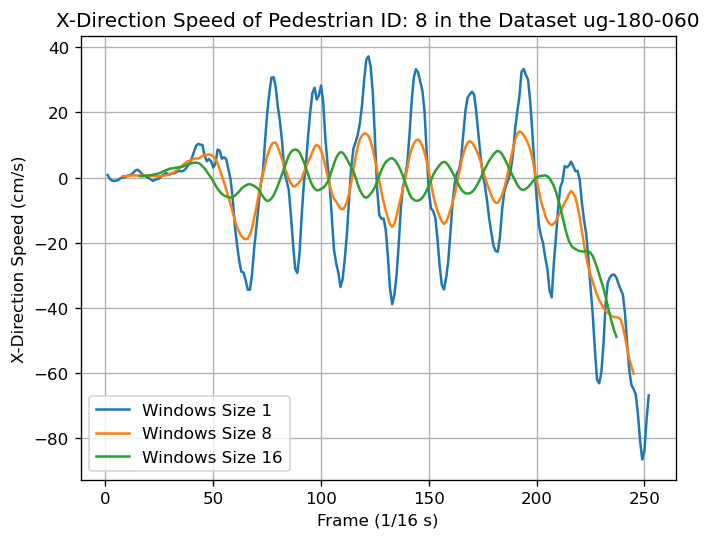 X-Direction Speed of Pedestrian ID: 8 in the Dataset ug-180-060
X-Direction Speed (cm/s)
40
20
0
−20
−40
−60
−80
Windows Size 1
Windows Size 8
Windows Size 16
0 50 100 150 200 250
Frame (1/16 s)